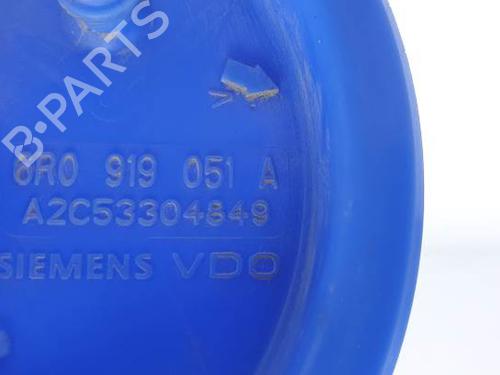 B-PARTS
6R0 919 051 A
A2C53304849
SIEMENS VDO